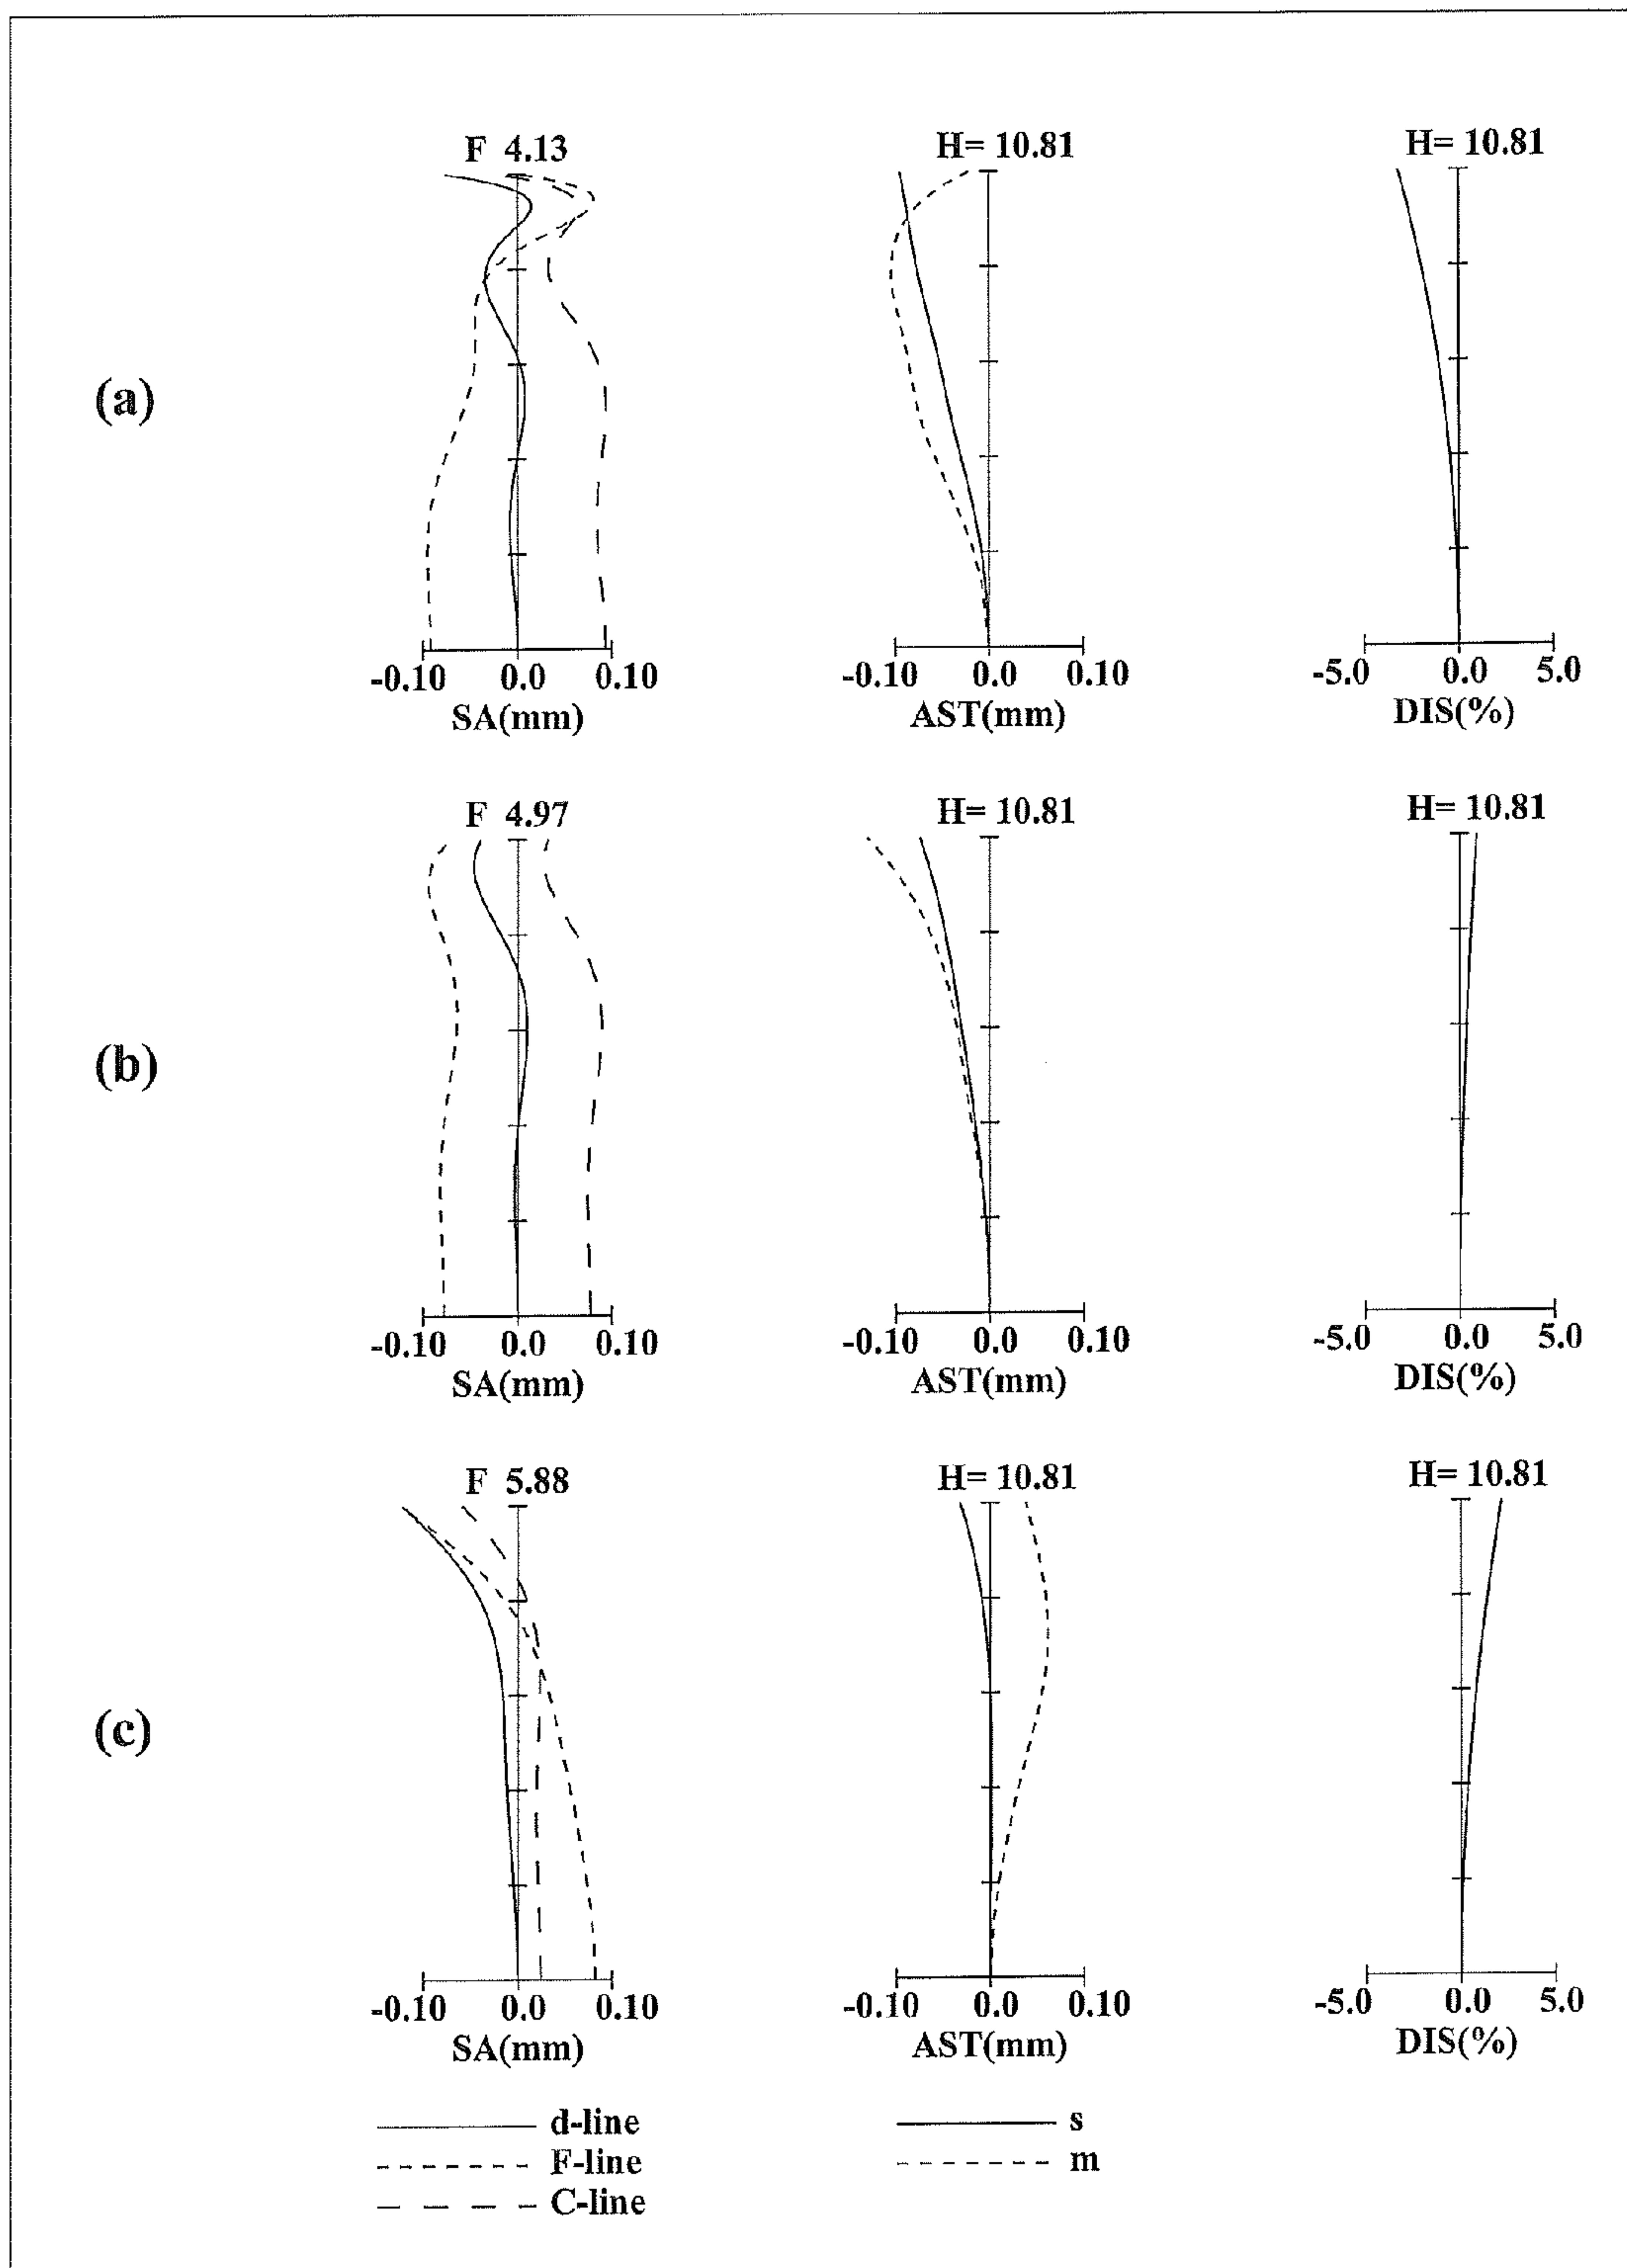 F 4.13 H= 10.81 H= 10.81
(a)
-0.10 0.0 0.10 -0.10 0.0 0.10 -5.0 0.0 5.0
SA(mm) AST(mm) DIS(%)
F 4.97 H= 10.81 H= 10.81
(b)
-0.10 0.0 0.10 -0.10 0.0 0.10 -5.0 0.0 5.0
SA(mm) AST(mm) DIS(%)
F 5.88 H= 10.81 H= 10.81
(c)
-0.10 0.0 0.10 -0.10 0.0 0.10 -5.0 0.0 5.0
SA(mm) AST(mm) DIS(%)
d-line s
F-line m
C-line